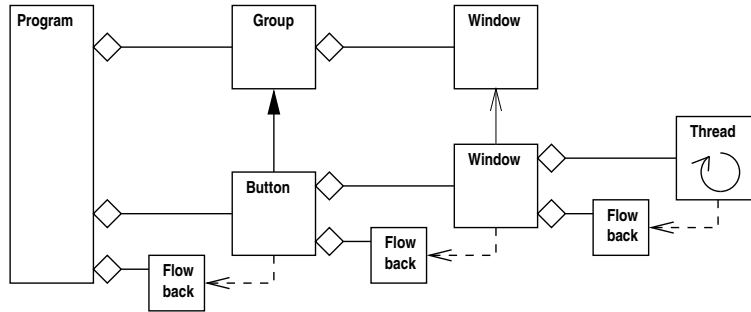 Program
Group
Window
Thread
Window
Button
Flow
back
Flow
back
Flow
back